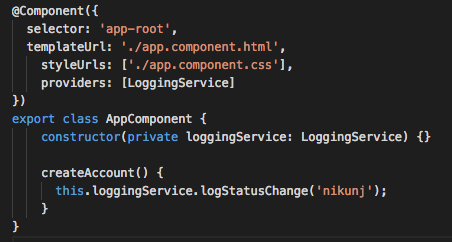 @Component({
  selector: 'app-root',
  templateUrl: './app.component.html',
    styleUrls: ['./app.component.css'],
    providers: [LoggingService]
})
export class AppComponent {
    constructor(private loggingService: LoggingService) {}

    createAccount() {
      this.loggingService.logStatusChange('nikunj');
    }
}